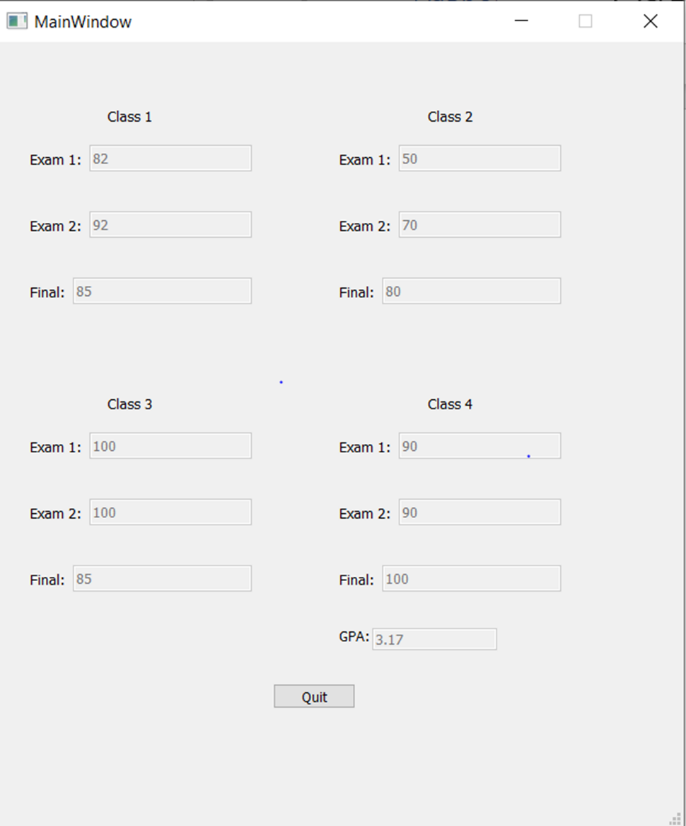 MainWindow
Class 1
Exam 1: 82
Exam 2: 92
Final: 85
Class 2
Exam 1: 50
Exam 2: 70
Final: 80
Class 3
Exam 1: 100
Exam 2: 100
Final: 85
Class 4
Exam 1: 90
Exam 2: 90
Final: 100
GPA: 3.17
Quit